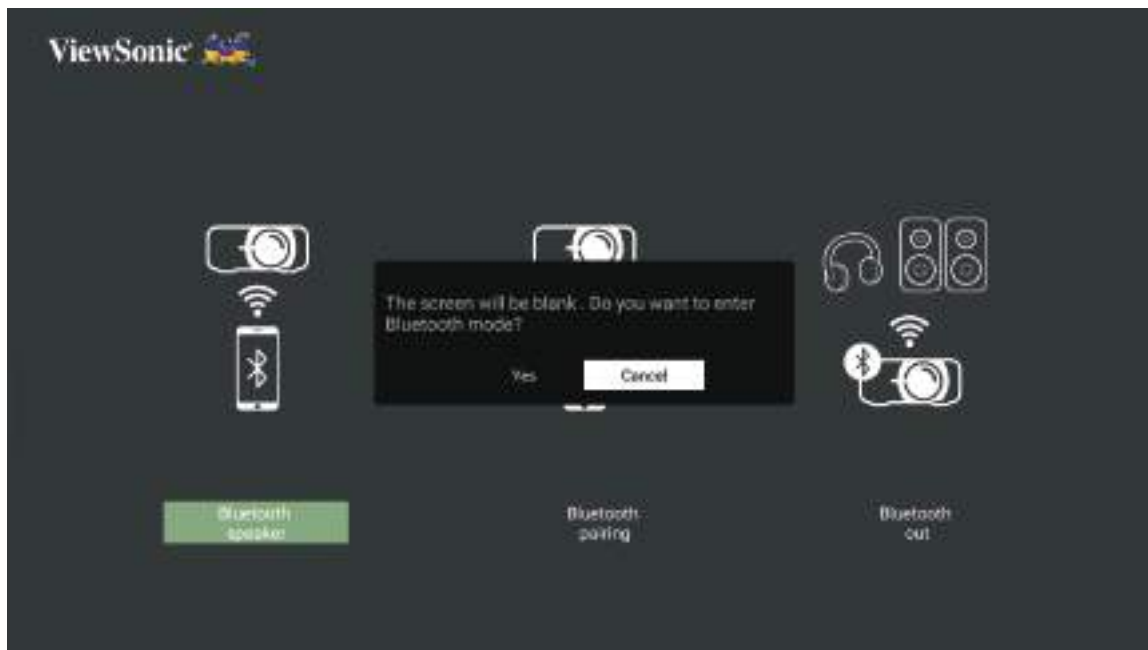 ViewSonic
The screen will be blank . Do you want to enter
Bluetooth mode?
Yes
Cancel
Bluetooth
speaker
Bluetooth
pairing
Bluetooth
out